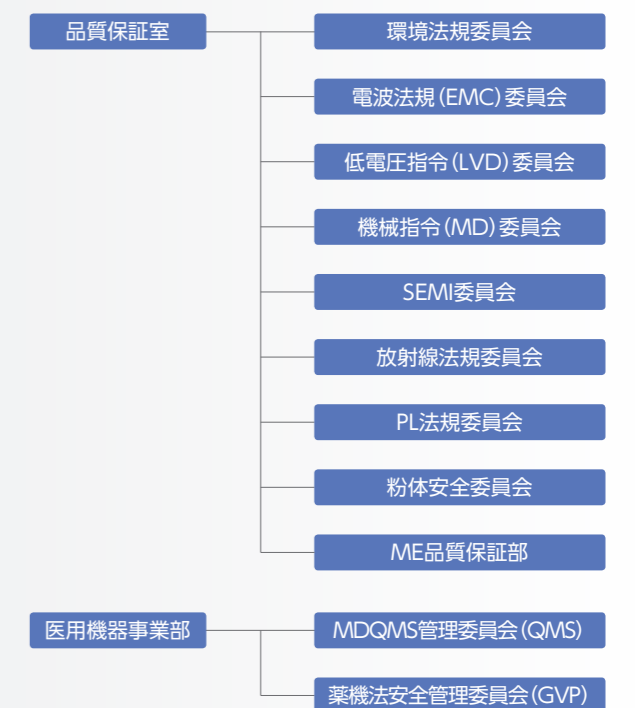 品質保証室
環境法規委員会
電波法規(EMC)委員会
低電圧指令(LVD)委員会
機械指令(MD)委員会
SEMI委員会
放射線法規委員会
PL法規委員会
粉体安全委員会
ME品質保証部
医用機器事業部
MDQMS管理委員会(QMS)
薬機法安全管理委員会(GVP)